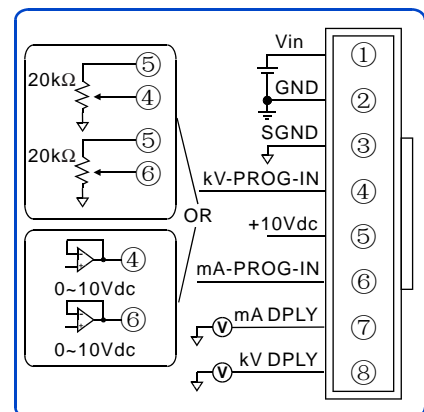 20kΩ
⑤
④
20kΩ
⑤
⑥
OR
④
0~10Vdc
⑥
0~10Vdc
Vin ①
GND ②
SGND ③
kV-PROG-IN ④
+10Vdc ⑤
mA-PROG-IN ⑥
V mA DPLY ⑦
V kV DPLY ⑧